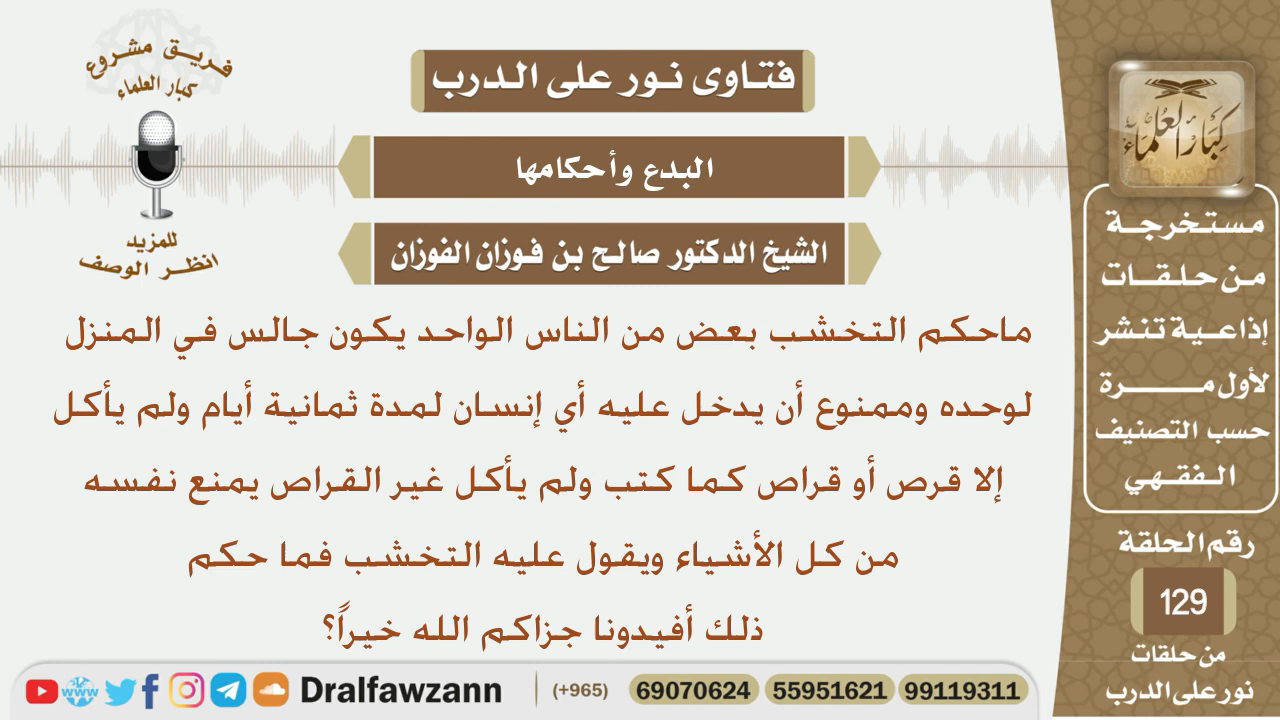 فريق مشروع
كبار العلماء
للمزيد
انظر الوصف
فتاوى نور على الدرب
البدع وأحكامها
الشيخ الدكتور صالح بن فوزان الفوزان
ماحكم التخشب بعض من الناس الواحد يكون جالس في المنزل
لوحده وممنوع أن يدخل عليه أي إنسان لمدة ثمانية أيام ولم يأكل
إلا قرص أو قراص كما كتب ولم يأكل غير القراص يمنع نفسه
من كل الأشياء ويقول عليه التخشب فما حكم
ذلك أفيدونا جزاكم الله خيراً؟
كبار العلماء
مستخرجة
من حلقات
إذاعية تنشر
لأول مرة
حسب التصنيف
الفقهي
رقم الحلقة
129
من حلقات
نور على الدرب
www
Dralfawzann
(+965) 69070624 55951621 99119311